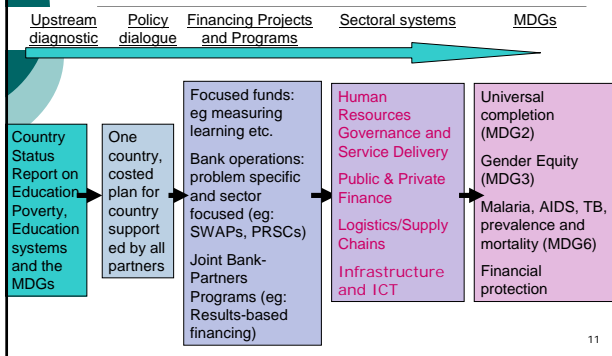 Upstream
diagnostic
Policy
dialogue
Financing Projects
and Programs
Sectoral systems
MDGs
Country
Status
Report on
Education
Poverty,
Education
systems
and the
MDGs
One
country,
costed
plan for
country
support
ed by all
partners
Focused funds:
eg measuring
learning etc.
Bank operations:
problem specific
and sector
focused (eg:
SWAPs, PRSCs)
Joint Bank-
Partners
Programs (eg:
Results-based
financing)
Human
Resources
Governance and
Service Delivery
Public & Private
Finance
Logistics/Supply
Chains
Infrastructure
and ICT
Universal
completion
(MDG2)
Gender Equity
(MDG3)
Malaria, AIDS, TB,
prevalence and
mortality (MDG6)
Financial
protection
11